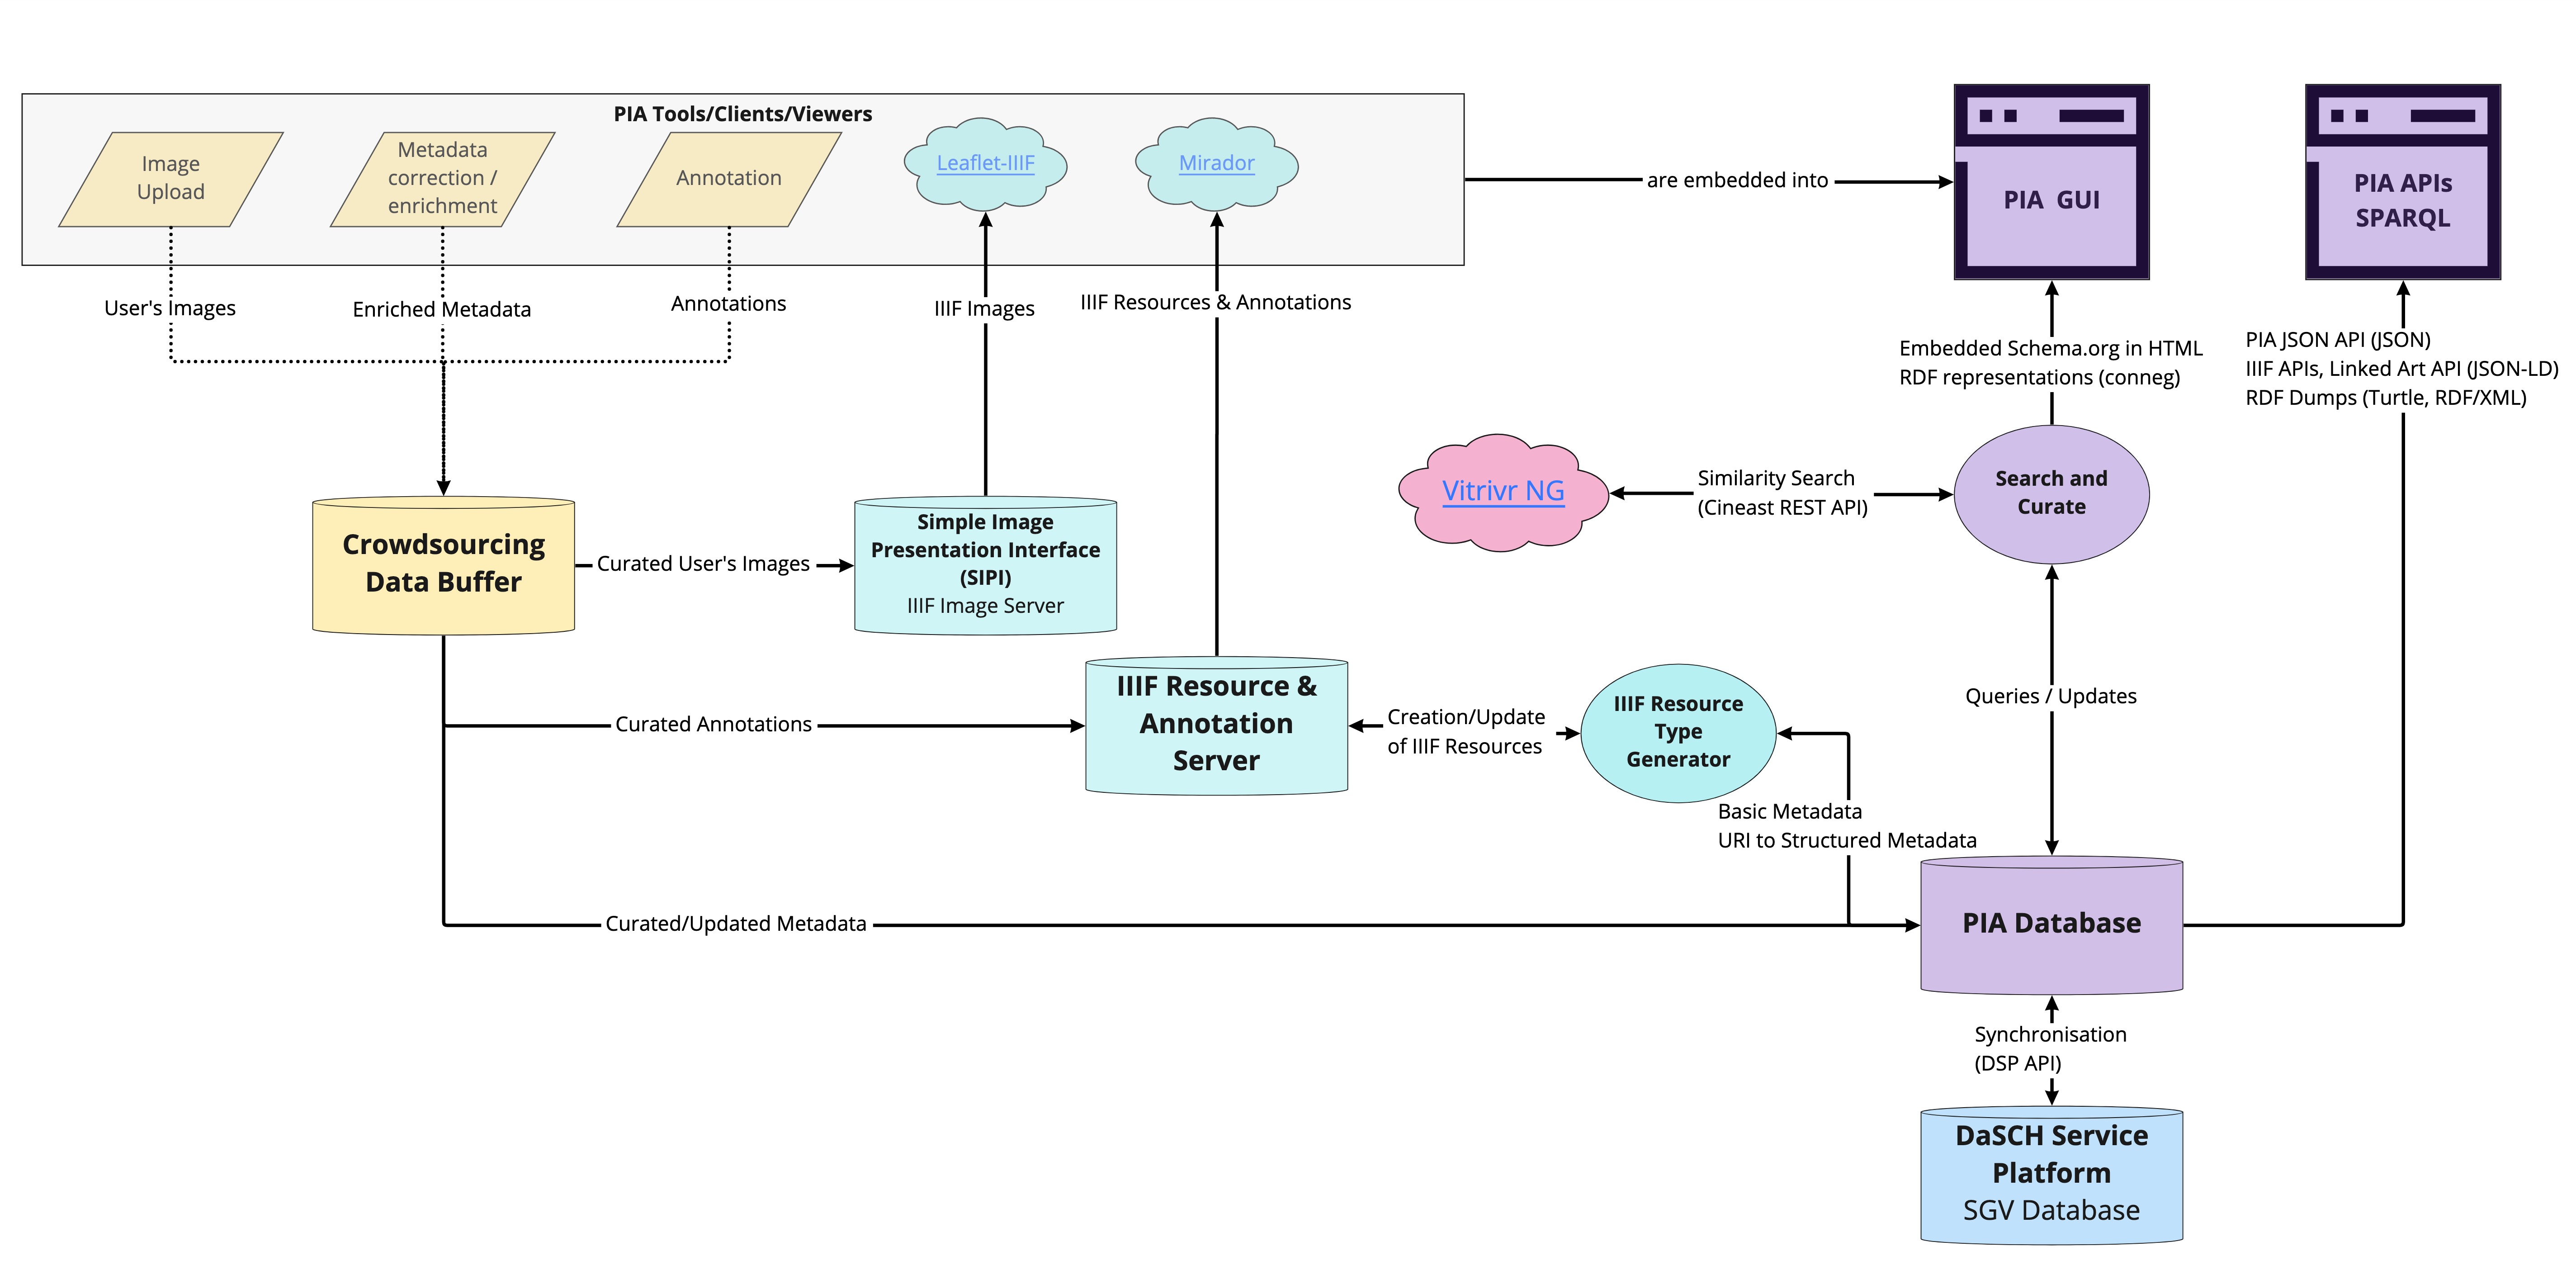 PIA Tools/Clients/Viewers
Image
Upload
Metadata
correction /
enrichment
Annotation
Leaflet-IIIF
Mirador
are embedded into
PIA GUI
PIA APIs
SPARQL
User's Images
Enriched Metadata
Annotations
IIIF Images
IIIF Resources & Annotations
Embedded Schema.org in HTML
RDF representations (conneg)
PIA JSON API (JSON)
IIIF APIs, Linked Art API (JSON-LD)
RDF Dumps (Turtle, RDF/XML)
Vitrivr NG
Similarity Search
(Cineast REST API)
Search and
Curate
Crowdsourcing
Data Buffer
Curated User's Images
Simple Image
Presentation Interface
(SIPI)
IIIF Image Server
Curated Annotations
IIIF Resource &
Annotation
Server
Creation/Update
of IIIF Resources
IIIF Resource
Type
Generator
Queries / Updates
Basic Metadata
URI to Structured Metadata
Curated/Updated Metadata
PIA Database
Synchronisation
(DSP API)
DaSCH Service
Platform
SGV Database